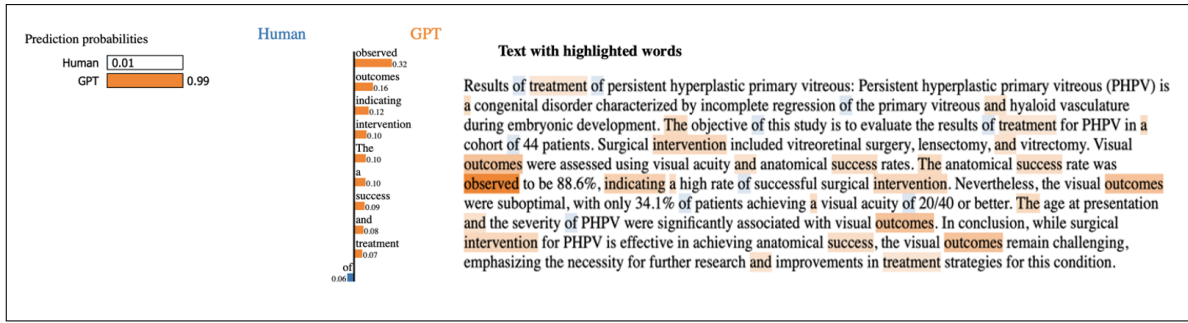 Prediction probabilities
Human 0.01
GPT 0.99
Human GPT
observed
0.32
outcomes
0.16
indicating
0.12
intervention
0.10
The
0.10
a
0.10
success
0.09
and
0.08
treatment
0.07
of
0.06
Text with highlighted words
Results of treatment of persistent hyperplastic primary vitreous: Persistent hyperplastic primary vitreous (PHPV) is
a congenital disorder characterized by incomplete regression of the primary vitreous and hyaloid vasculature
during embryonic development. The objective of this study is to evaluate the results of treatment for PHPV in a
cohort of 44 patients. Surgical intervention included vitreoretinal surgery, lensectomy, and vitrectomy. Visual
outcomes were assessed using visual acuity and anatomical success rates. The anatomical success rate was
observed to be 88.6%, indicating a high rate of successful surgical intervention. Nevertheless, the visual outcomes
were suboptimal, with only 34.1% of patients achieving a visual acuity of 20/40 or better. The age at presentation
and the severity of PHPV were significantly associated with visual outcomes. In conclusion, while surgical
intervention for PHPV is effective in achieving anatomical success, the visual outcomes remain challenging,
emphasizing the necessity for further research and improvements in treatment strategies for this condition.